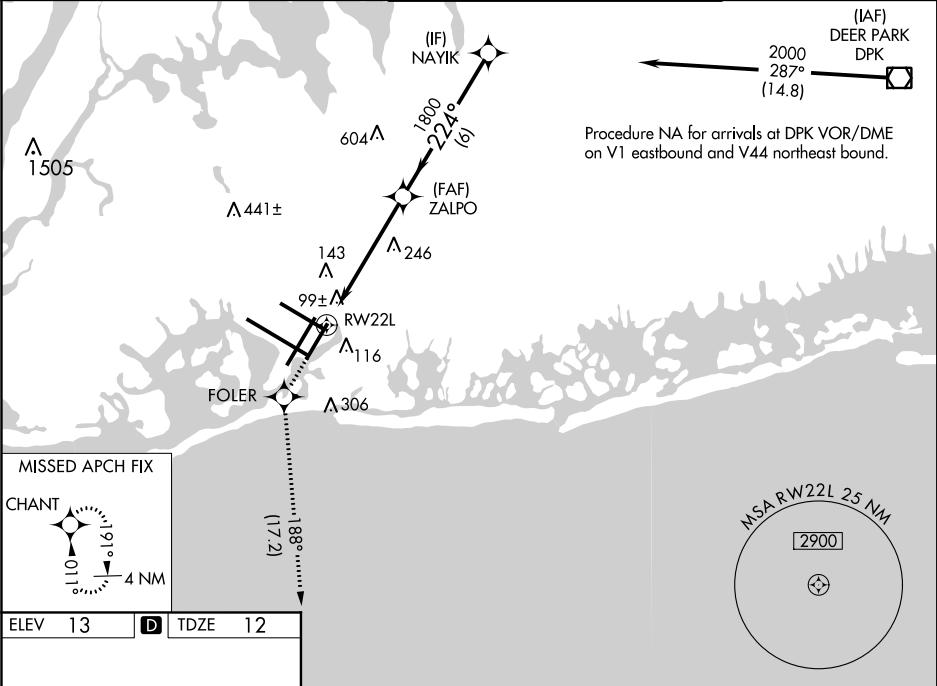 (IF)
NAYIK
(IAF)
DEER PARK
DPK
2000
287°
(14.8)
1800
224°
(6)
604
1505
Procedure NA for arrivals at DPK VOR/DME
on V1 eastbound and V44 northeast bound.
(FAF)
ZALPO
441±
143
246
99±
RW22L
116
FOLER
306
188°
(17.2)
MISSED APCH FIX
CHANT
191°
011°
4 NM
MSA RW22L 25 NM
2900
ELEV 13 D TDZE 12